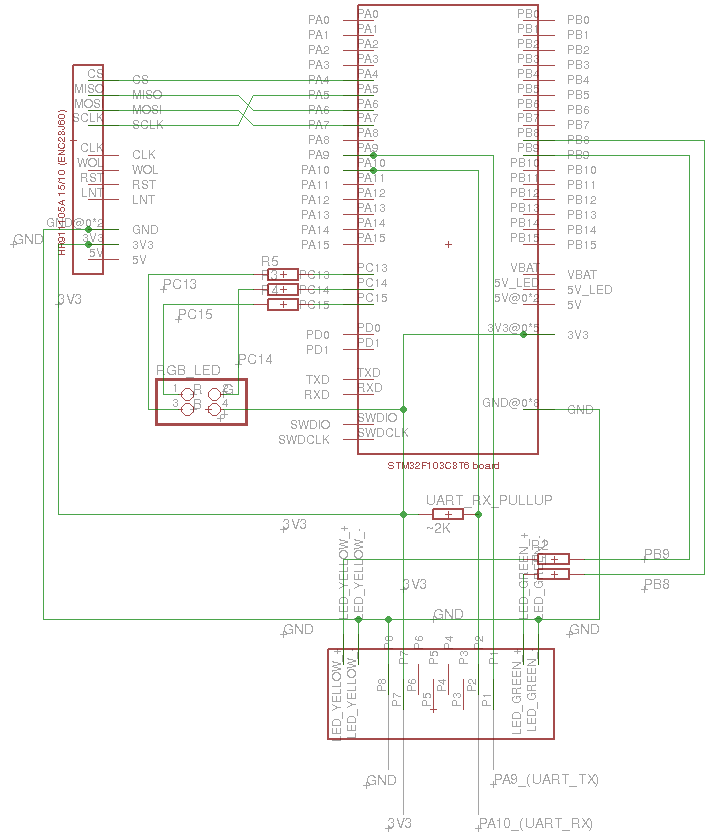 PA0 PA0 PB0 PB0
PA1 PA1 PB1 PB1
PA2 PA2 PB2 PB2
PA3 PA3 PB3 PB3
CS CS PA4 PA4 PB4 PB4
MISO MISO PA5 PA5 PB5 PB5
MOSI MOSI PA6 PA6 PB6 PB6
SCLK SCLK PA7 PA7 PB7 PB7
PA8 PA8 PB8 PB8
CLK CLK PA9 PA9 PB9 PB9
WOL WOL PA10 PA10 PB10 PB10
RST RST PA11 PA11 PB11 PB11
LNT LNT PA12 PA12 PB12 PB12
PA13 PA13 PB13 PB13
GND@0*2 GND PA14 PA14 PB14 PB14
GND 3V3 3V3 PA15 PA15 PB15 PB15
5V 5V
(ENC28J60)
R5
PC13 VBAT VBAT
PC13 R4 PC14 5V_LED 5V_LED
3V3 PC15 5V@0*2 5V
PC15
PD0 PD0 3V3@0*5 3V3
PD1 PD1
PC14
RGB_LED
TXD TXD
1 R 2 G RXD RXD
3 B 4 GND@0*8 GND
SWDIO SWDIO
SWDCLK SWDCLK
STM32F103C8T6 board
UART_RX_PULLUP
3V3 ~2K
LED_YELLOW_+
LED_YELLOW_-
LED_GREEN_+
LED_GREEN_-
R2
PB9
3V3 PB8
GND GND GND
P8 P7 P6 P5 P4 P3 P2 P1
LED_YELLOW_+
LED_YELLOW_-
P8 P7 P6 P5 P4 P3 P2 P1
LED_GREEN_+
LED_GREEN_-
GND PA9_(UART_TX)
3V3 PA10_(UART_RX)